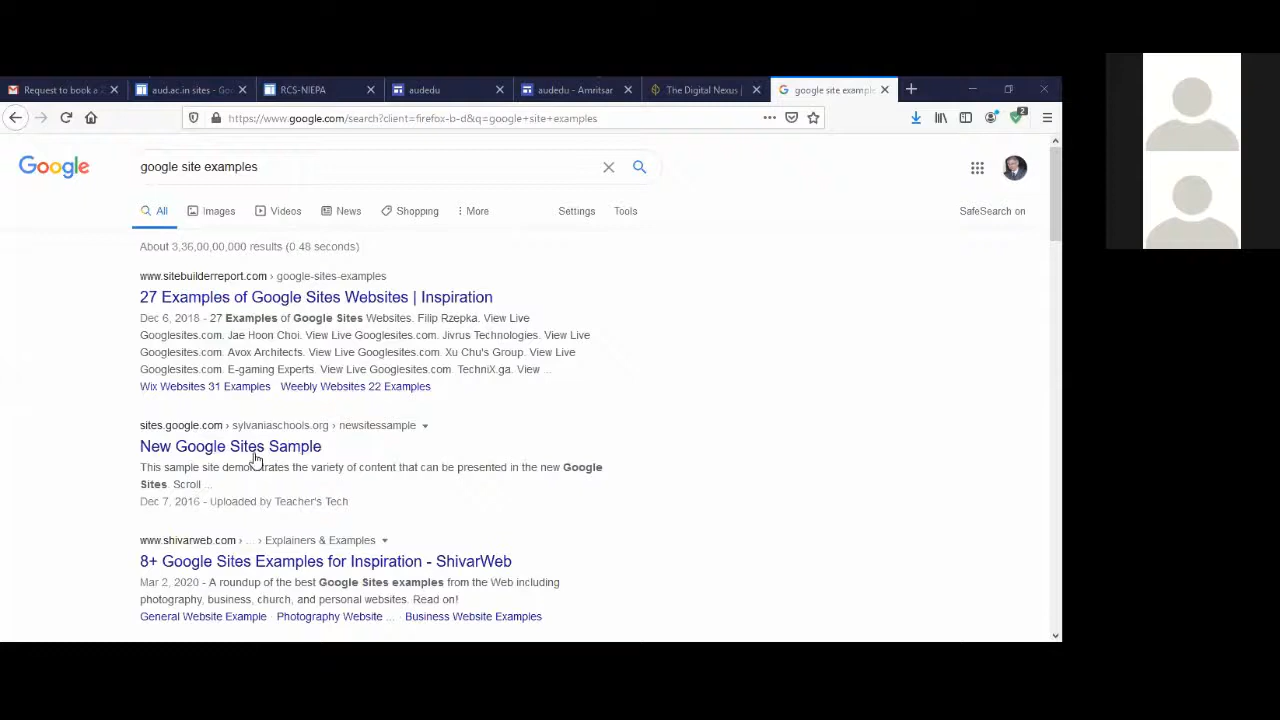 Request to book a
aud.ac.in sites - Go
RCS-NIEPA
audedu
audedu - Amritsar
The Digital Nexus |
google site example
https://www.google.com/search?client=firefox-b-d&q=google+site+examples
2
Google
google site examples
All
Images
Videos
News
Shopping
More
Settings
Tools
SafeSearch on
About 3,36,00,00,000 results (0.48 seconds)
www.sitebuilderreport.com › google-sites-examples
27 Examples of Google Sites Websites | Inspiration
Dec 6, 2018 - 27 Examples of Google Sites Websites. Filip Rzepka. View Live
Googlesites.com. Jae Hoon Choi. View Live Googlesites.com. Jivrus Technologies. View Live
Googlesites.com. Avox Architects. View Live Googlesites.com. Xu Chu's Group. View Live
Googlesites.com. E-gaming Experts. View Live Googlesites.com. TechniX.ga. View ...
Wix Websites 31 Examples Weebly Websites 22 Examples
sites.google.com › sylvaniaschools.org › newsitessample
New Google Sites Sample
This sample site demonstrates the variety of content that can be presented in the new Google
Sites. Scroll ...
Dec 7, 2016 - Uploaded by Teacher's Tech
www.shivarweb.com › ... › Explainers & Examples
8+ Google Sites Examples for Inspiration - ShivarWeb
Mar 2, 2020 - A roundup of the best Google Sites examples from the Web including
photography, business, church, and personal websites. Read on!
General Website Example · Photography Website ... · Business Website Examples